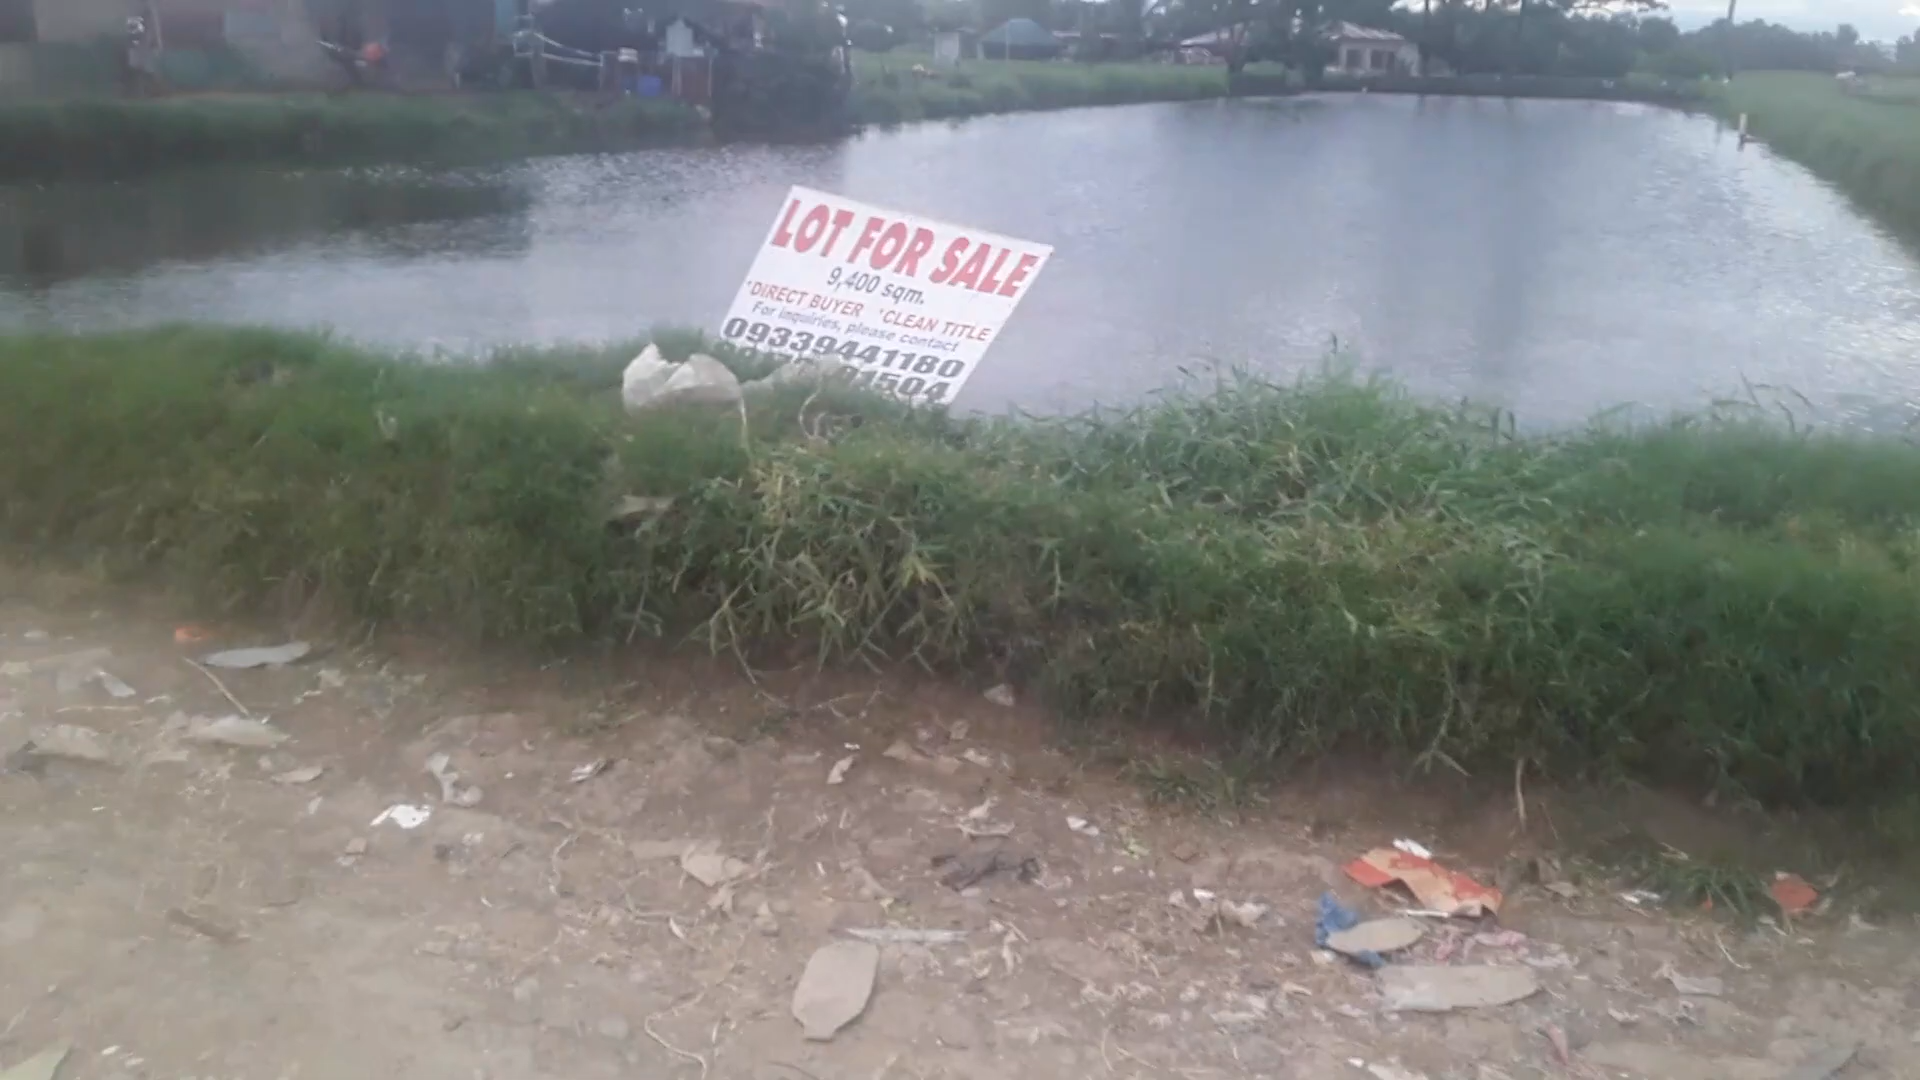 LOT FOR SALE
9,400 sqm.
*DIRECT BUYER *CLEAN TITLE
For inquiries, please contact
09339441180